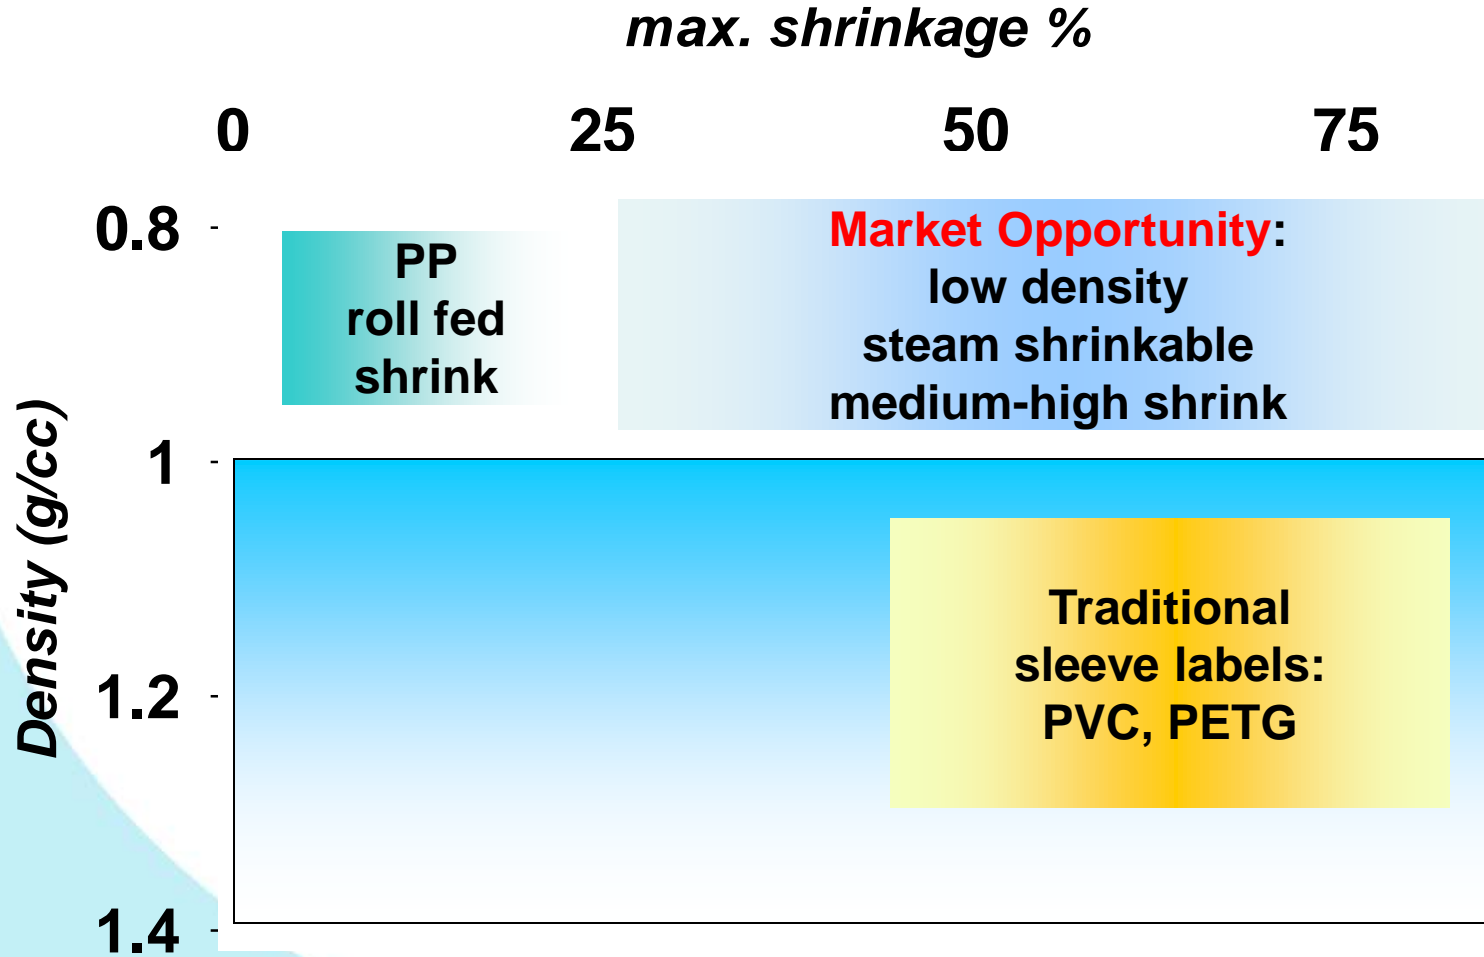 max. shrinkage %
0 25 50 75
0.8
PP
roll fed
shrink
Market Opportunity:
low density
steam shrinkable
medium-high shrink
Density (g/cc)
1
1.2
1.4
Traditional
sleeve labels:
PVC, PETG